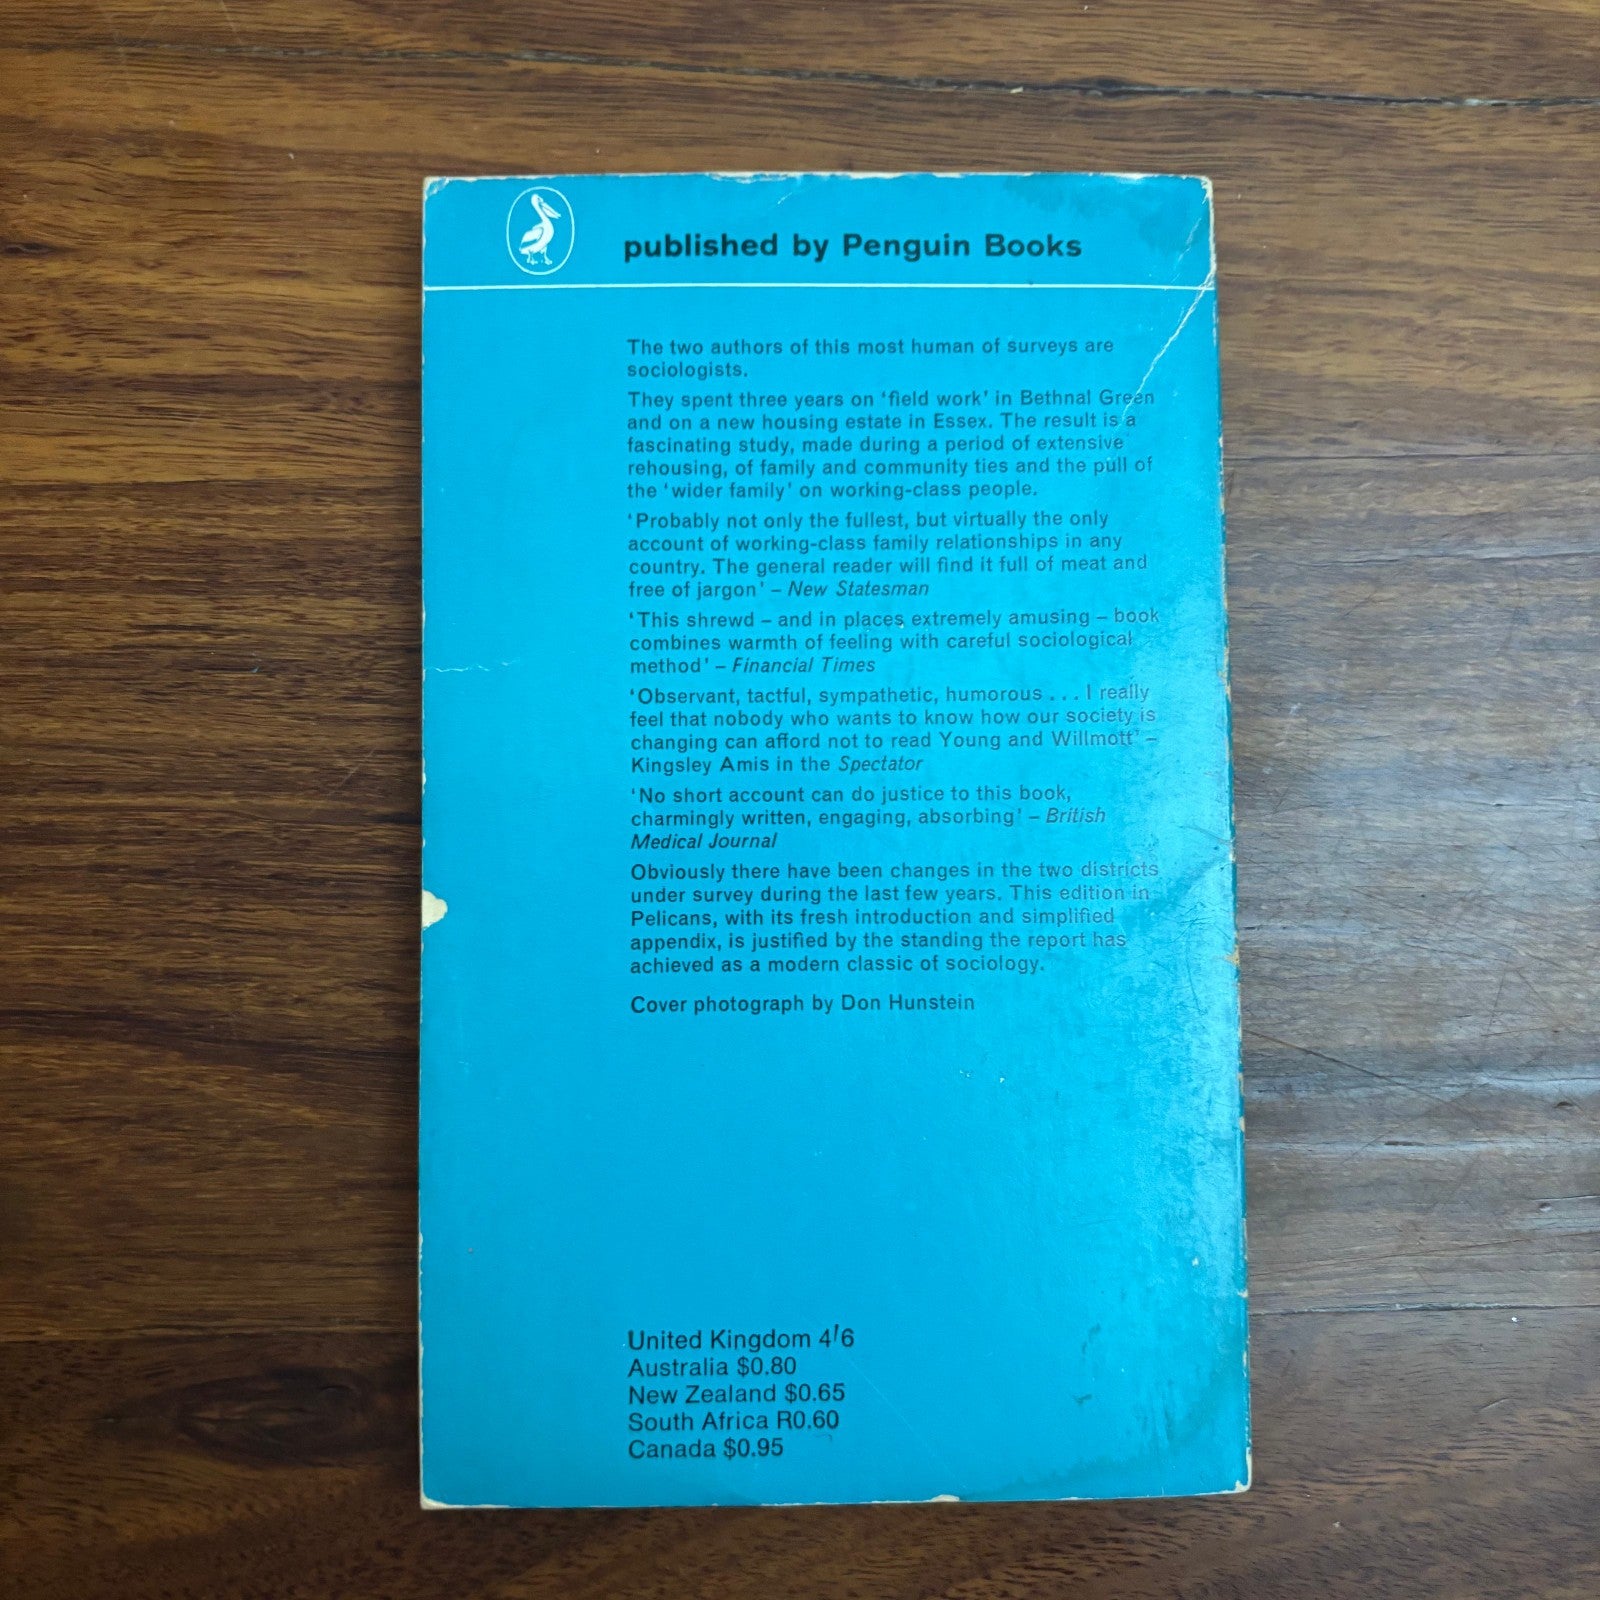 published by Penguin Books
The two authors of this most human of surveys are
sociologists.
They spent three years on ‘field work’ in Bethnal Green
and on a new housing estate in Essex. The result is a
fascinating study, made during a period of extensive
rehousing, of family and community ties and the pull of
the ‘wider family’ on working-class people.
‘Probably not only the fullest, but virtually the only
account of working-class family relationships in any
country. The general reader will find it full of meat and
free of jargon’ – New Statesman
‘This shrewd – and in places extremely amusing – book
combines warmth of feeling with careful sociological
method’ – Financial Times
‘Observant, tactful, sympathetic, humorous . . . I really
feel that nobody who wants to know how our society is
changing can afford not to read Young and Willmott’ –
Kingsley Amis in the Spectator
‘No short account can do justice to this book,
charmingly written, engaging, absorbing’ – British
Medical Journal
Obviously there have been changes in the two districts
under survey during the last few years. This edition in
Pelicans, with its fresh introduction and simplified
appendix, is justified by the standing the report has
achieved as a modern classic of sociology.
Cover photograph by Don Hunstein
United Kingdom 4/6
Australia $0.80
New Zealand $0.65
South Africa R0.60
Canada $0.95